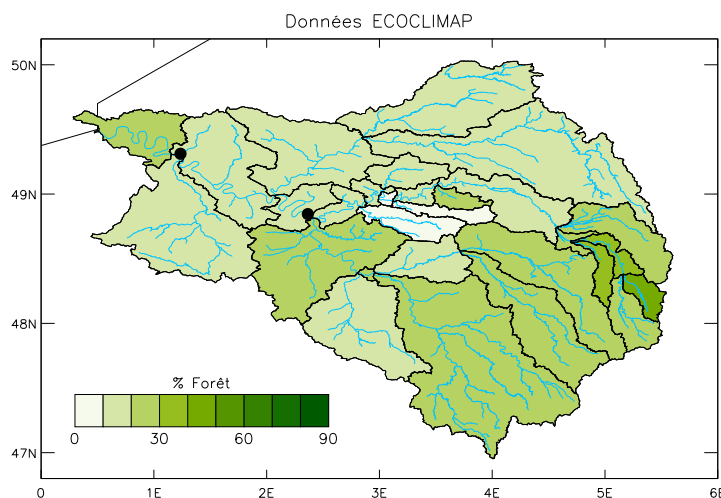 Données ECOCLIMAP
50N
49N
48N
47N
% Forêt
0 30 60 90
0 1E 2E 3E 4E 5E 6E